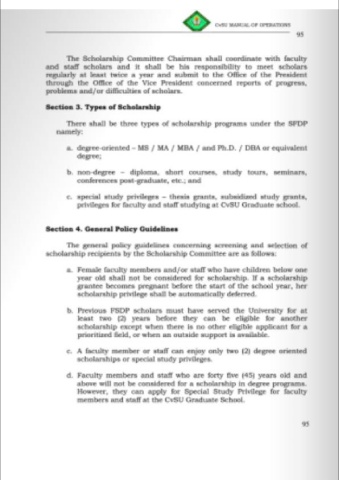 CvSU MANUAL OF OPERATIONS
95
The Scholarship Committee Chairman shall coordinate with faculty
and staff scholars and it shall be his responsibility to meet scholars
regularly at least twice a year and submit to the Office of the President
through the Office of the Vice President concerned reports of progress,
problems and/or difficulties of scholars.
Section 3. Types of Scholarship
There shall be three types of scholarship programs under the SFDP
namely:
a. degree-oriented – MS / MA / MBA / and Ph.D. / DBA or equivalent
degree;
b. non-degree – diploma, short courses, study tours, seminars,
conferences post-graduate, etc.; and
c. special study privileges – thesis grants, subsidized study grants,
privileges for faculty and staff studying at CvSU Graduate school.
Section 4. General Policy Guidelines
The general policy guidelines concerning screening and selection of
scholarship recipients by the Scholarship Committee are as follows:
a. Female faculty members and/or staff who have children below one
year old shall not be considered for scholarship. If a scholarship
grantee becomes pregnant before the start of the school year, her
scholarship privilege shall be automatically deferred.
b. Previous FSDP scholars must have served the University for at
least two (2) years before they can be eligible for another
scholarship except when there is no other eligible applicant for a
prioritized field, or when an outside support is available.
c. A faculty member or staff can enjoy only two (2) degree oriented
scholarships or special study privileges.
d. Faculty members and staff who are forty five (45) years old and
above will not be considered for a scholarship in degree programs.
However, they can apply for Special Study Privilege for faculty
members and staff at the CvSU Graduate School.
95